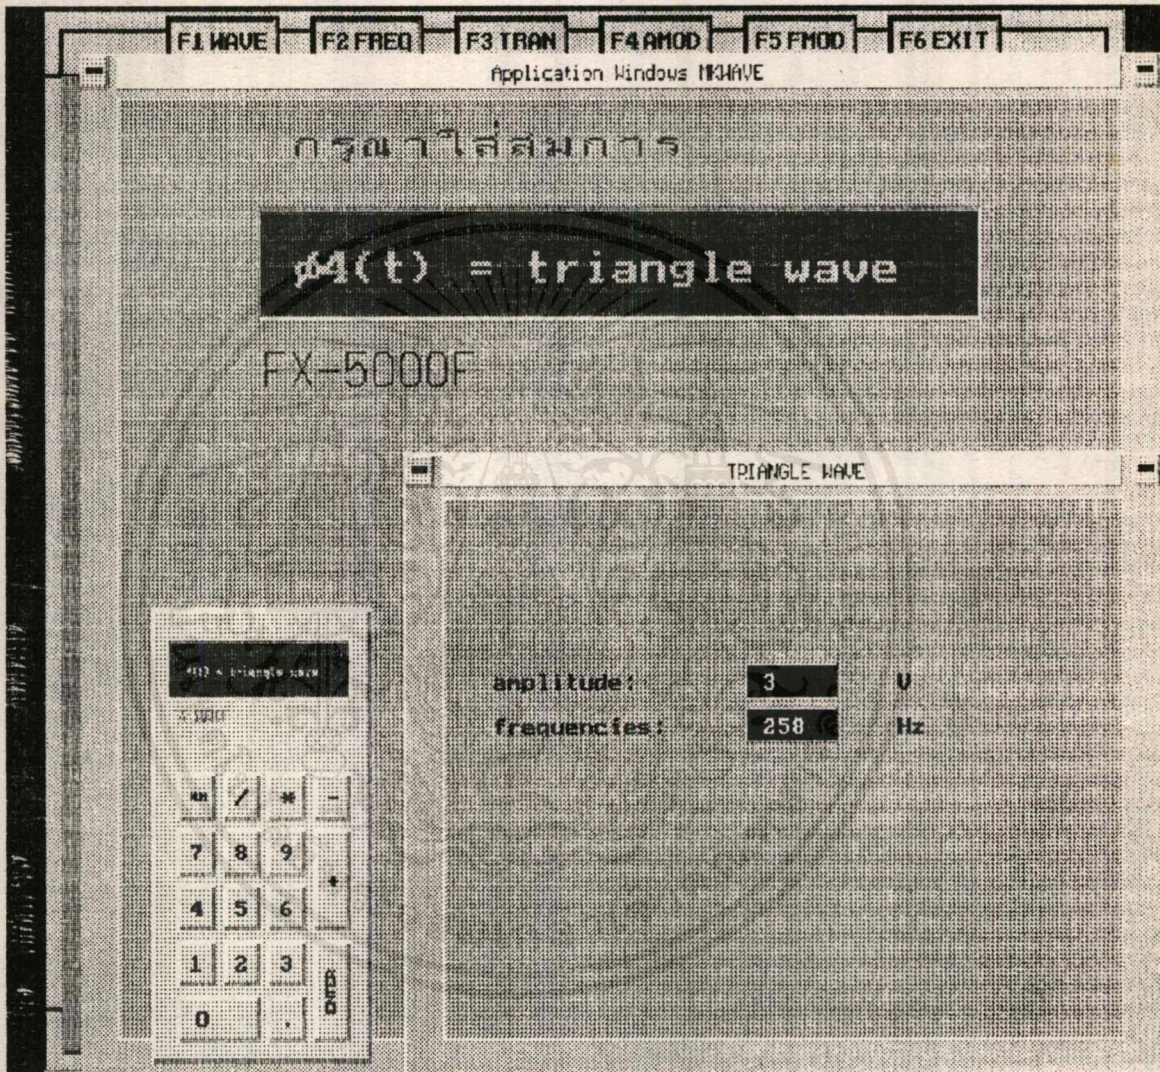 F1 WAVE F2 FREQ F3 TRAN F4 AMOD F5 FMOD F6 EXIT
Application Windows MKWAVE
กรุณาใส่สมการ
(t) = triangle wave
FX-5000F
TRIANGLE WAVE
amplitude: 3 V
frequencies: 258 Hz
triangle wave
/ * -
7 8 9 +
4 5 6
1 2 3 ENTER
0 .